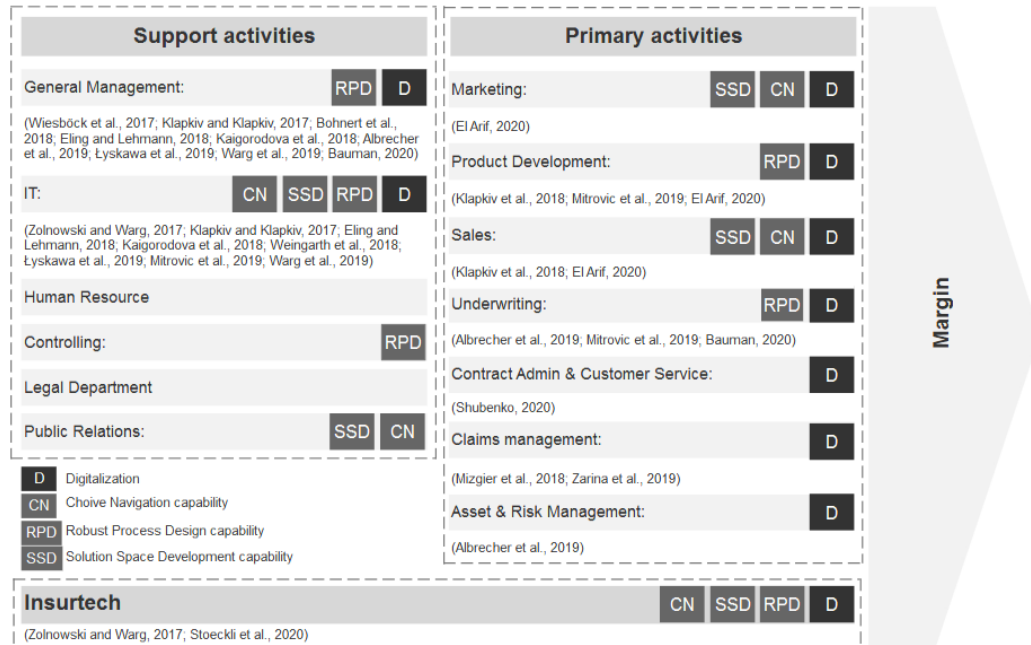 Support activities
General Management: RPD D
(Wiesböck et al., 2017; Klapkiv and Klapkiv, 2017; Bohnert et al.,
2018; Eling and Lehmann, 2018; Kaigorodova et al., 2018; Albrecher
et al., 2019; Łyskawa et al., 2019; Warg et al., 2019; Bauman, 2020)
IT: CN SSD RPD D
(Zolnowski and Warg, 2017; Klapkiv and Klapkiv, 2017; Eling and
Lehmann, 2018; Kaigorodova et al., 2018; Weingarth et al., 2018;
Łyskawa et al., 2019; Mitrovic et al., 2019; Warg et al., 2019)
Human Resource
Controlling: RPD
Legal Department
Public Relations: SSD CN
D Digitalization
CN Choive Navigation capability
RPD Robust Process Design capability
SSD Solution Space Development capability
Primary activities
Marketing: SSD CN D
(El Arif, 2020)
Product Development: RPD D
(Klapkiv et al., 2018; Mitrovic et al., 2019; El Arif, 2020)
Sales: SSD CN D
(Klapkiv et al., 2018; El Arif, 2020)
Underwriting: RPD D
(Albrecher et al., 2019; Mitrovic et al., 2019; Bauman, 2020)
Contract Admin & Customer Service: D
(Shubenko, 2020)
Claims management: D
(Mizgier et al., 2018; Zarina et al., 2019)
Asset & Risk Management: D
(Albrecher et al., 2019)
Insurtech CN SSD RPD D
(Zolnowski and Warg, 2017; Stoeckli et al., 2020)
Margin